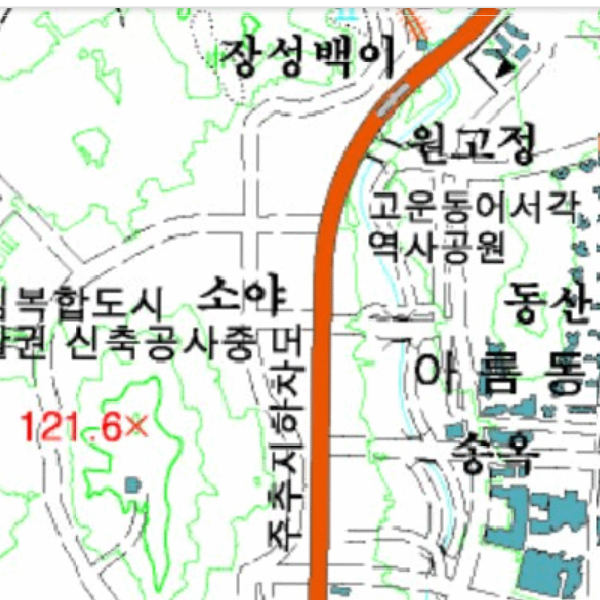 장성백이
원고정
고운동어서각
역사공원
소야
복합도시
권 신축공사중
동산
아름동
121.6×
송옥
주추지하차도